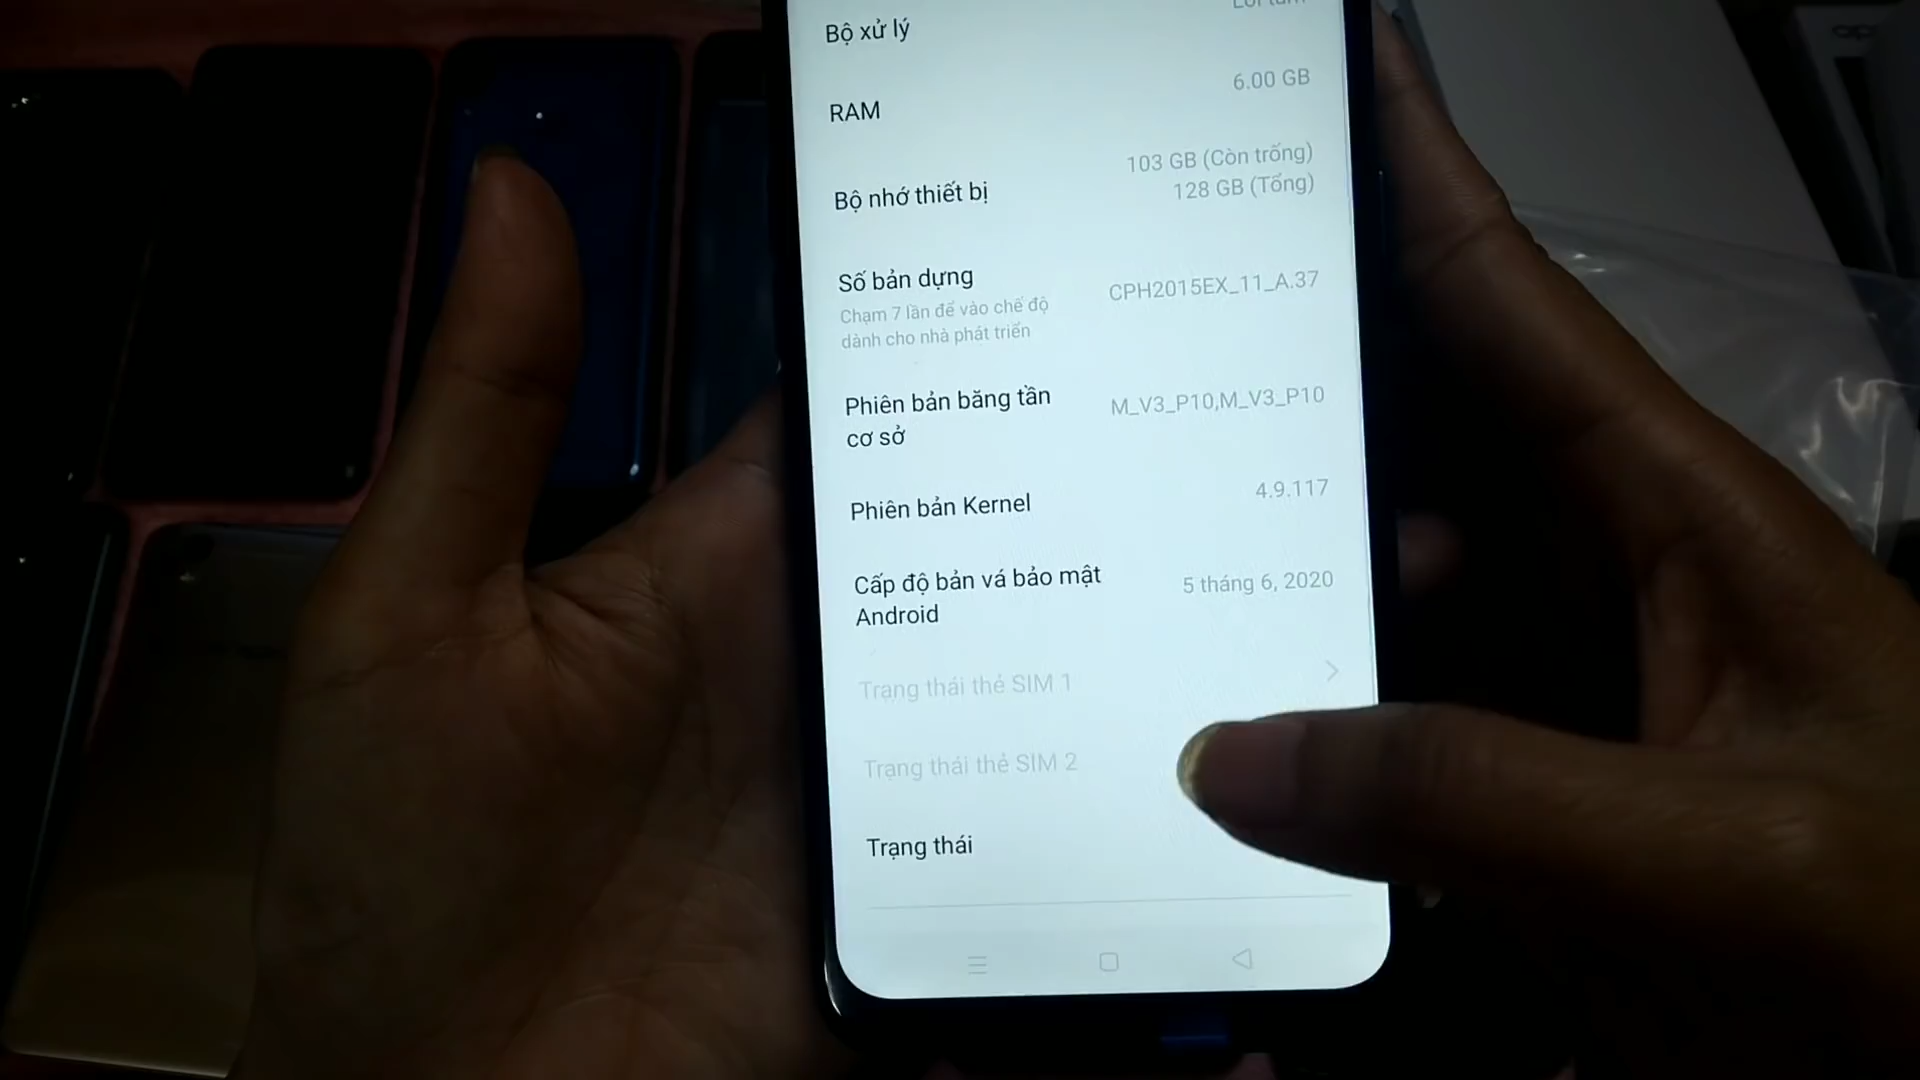 Bộ xử lý
6.00 GB
RAM
103 GB (Còn trống)
128 GB (Tổng)
Bộ nhớ thiết bị
Số bản dựng
CPH2015EX_11_A.37
Chạm 7 lần để vào chế độ
dành cho nhà phát triển
Phiên bản băng tần
cơ sở
M_V3_P10,M_V3_P10
Phiên bản Kernel
4.9.117
Cấp độ bản vá bảo mật
Android
5 tháng 6, 2020
Trạng thái thẻ SIM 1
Trạng thái thẻ SIM 2
Trạng thái